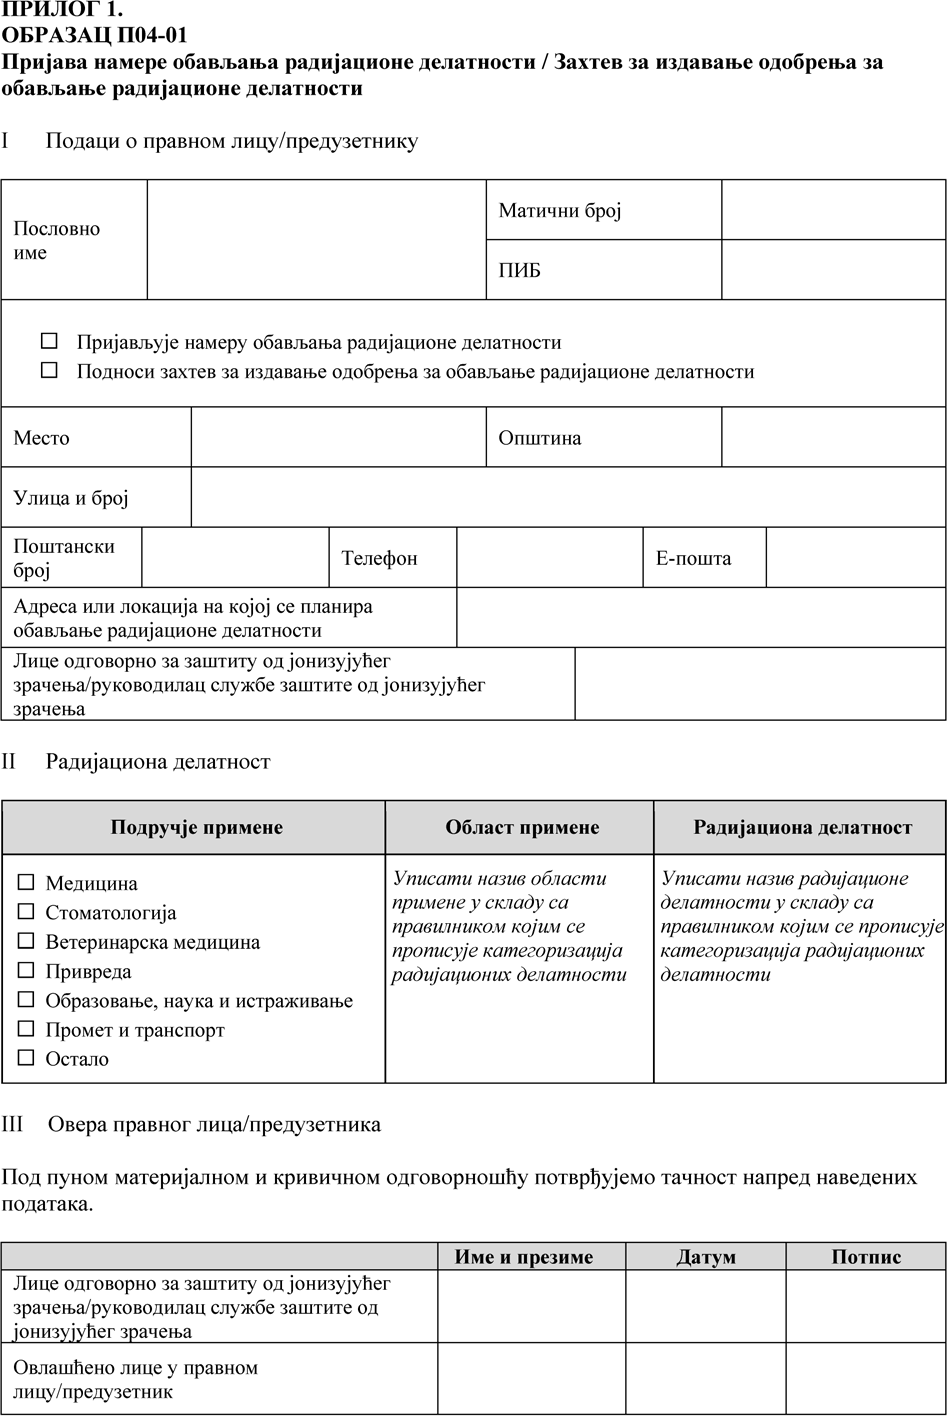 ПРИЛОГ 1.
ОБРАЗАЦ П04-01
Пријава намере обављања радијационе делатности / Захтев за издавање одобрења за
обављање радијационе делатности
I Подаци о правном лицу/предузетнику
Пословно
име
Матични број
ПИБ
Пријављује намеру обављања радијационе делатности
Подноси захтев за издавање одобрења за обављање радијационе делатности
Место
Општина
Улица и број
Поштански
број
Телефон
Е-пошта
Адреса или локација на којој се планира
обављање радијационе делатности
Лице одговорно за заштиту од јонизујућег
зрачења/руководилац службе заштите од јонизујућег
зрачења
II Радијациона делатност
Подручје примене
Област примене
Радијациона делатност
Медицина
Стоматологија
Ветеринарска медицина
Привреда
Образовање, наука и истраживање
Промет и транспорт
Остало
Уписати назив области
примене у складу са
правилником којим се
прописује категоризација
радијационих делатности
Уписати назив радијационе
делатности у складу са
правилником којим се прописује
категоризација радијационих
делатности
III Овера правног лица/предузетника
Под пуном материјалном и кривичном одговорношћу потврђујемо тачност напред наведених
података.
Име и презиме
Датум
Потпис
Лице одговорно за заштиту од јонизујућег
зрачења/руководилац службе заштите од
јонизујућег зрачења
Овлашћено лице у правном
лицу/предузетник